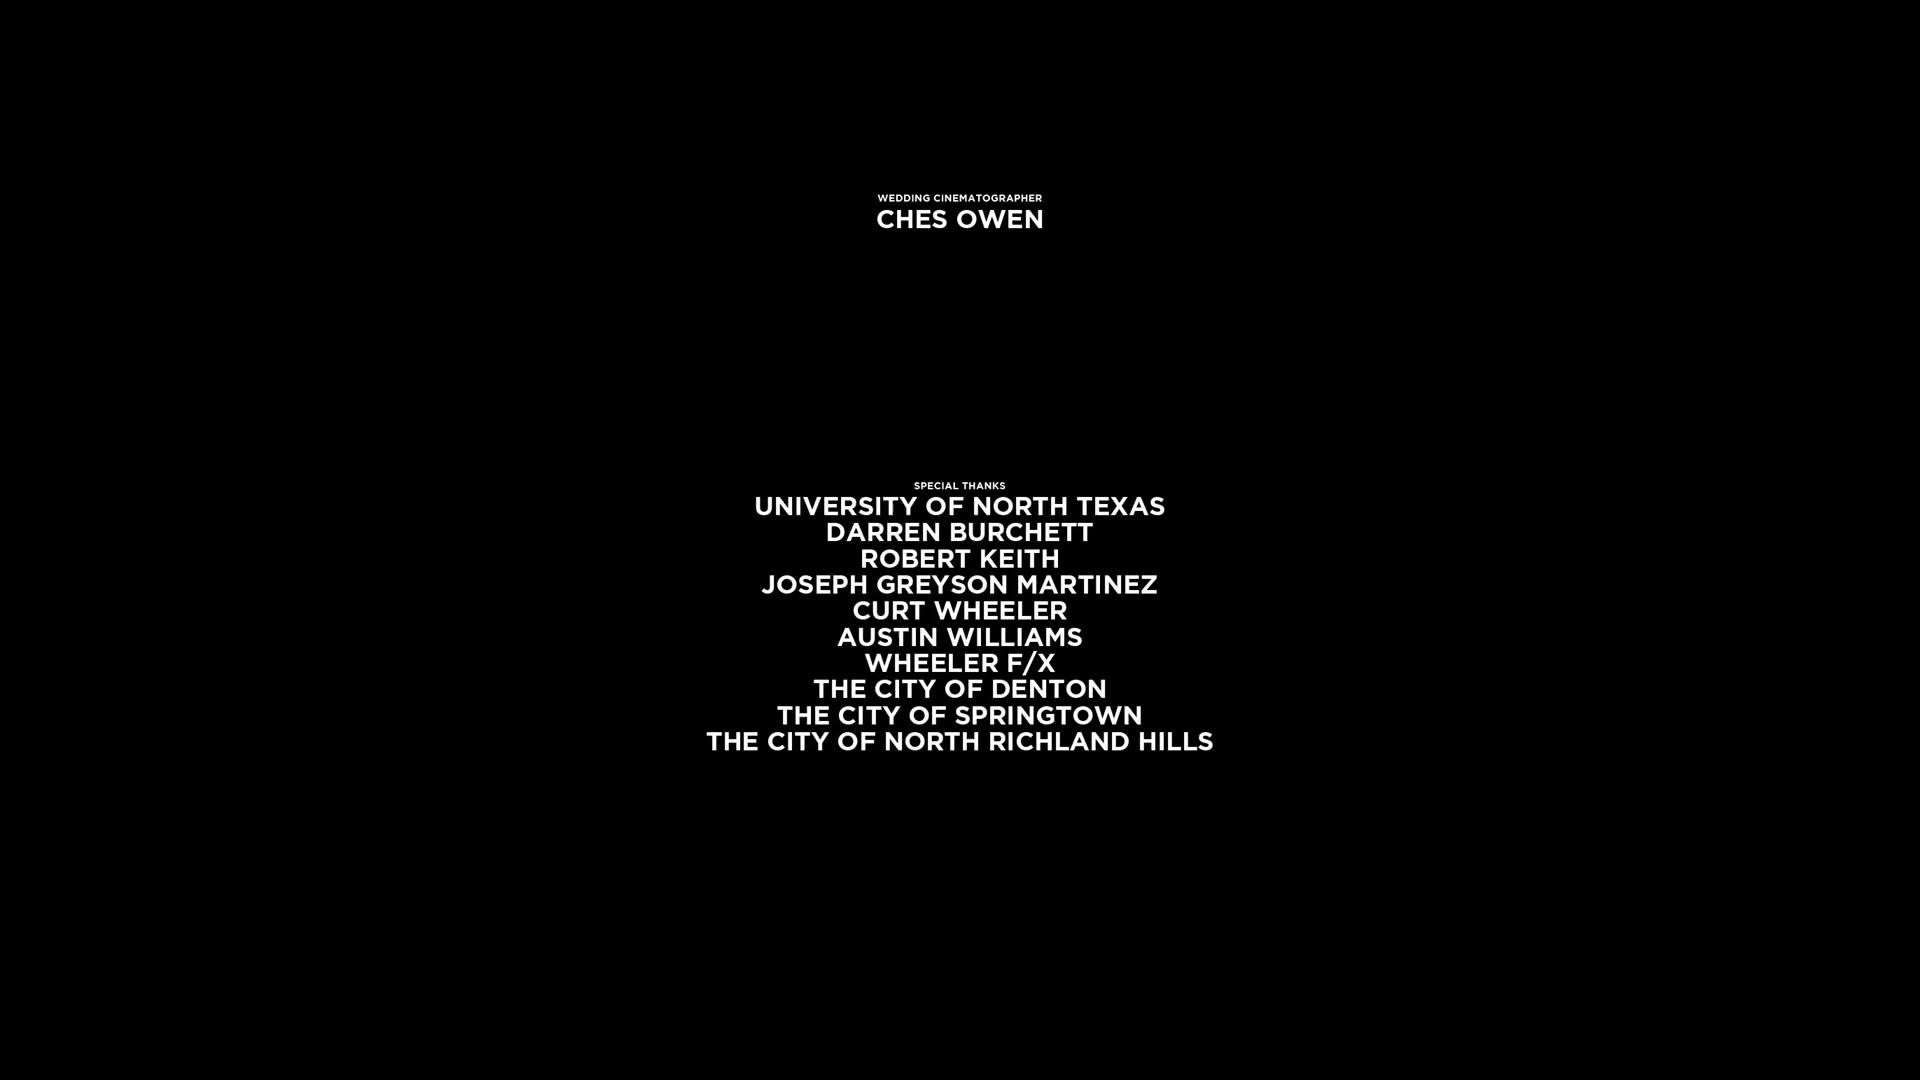 WEDDING CINEMATOGRAPHER
CHES OWEN
SPECIAL THANKS
UNIVERSITY OF NORTH TEXAS
DARREN BURCHETT
ROBERT KEITH
JOSEPH GREYSON MARTINEZ
CURT WHEELER
AUSTIN WILLIAMS
WHEELER F/X
THE CITY OF DENTON
THE CITY OF SPRINGTOWN
THE CITY OF NORTH RICHLAND HILLS